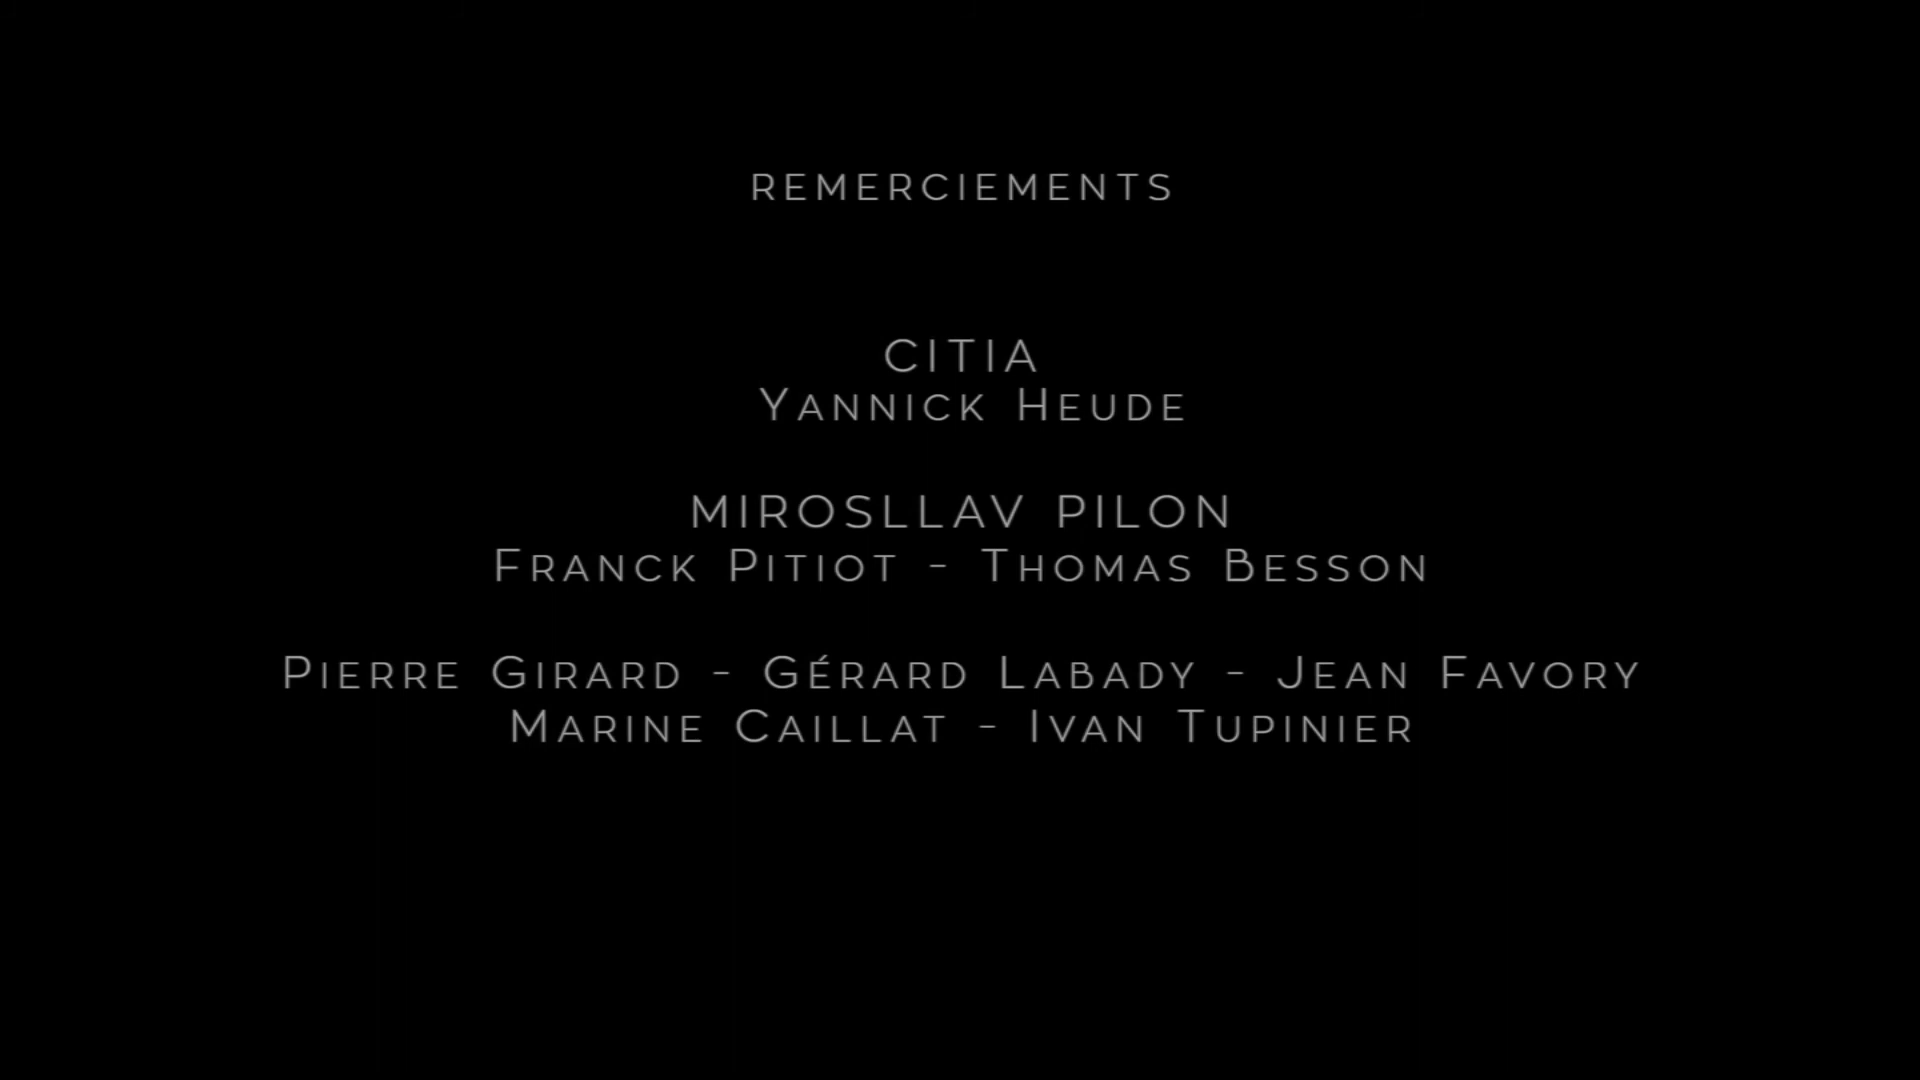 REMERCIEMENTS
CITIA
YANNICK HEUDE
MIROSLLAV PILON
FRANCK PITIOT - THOMAS BESSON
PIERRE GIRARD - GÉRARD LABADY - JEAN FAVORY
MARINE CAILLAT - IVAN TUPINIER